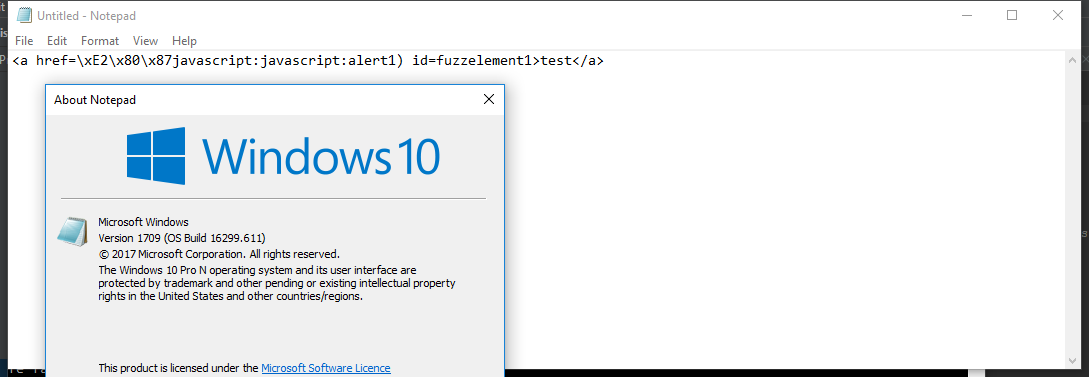 Untitled - Notepad
File Edit Format View Help
<a href=\xE2\x80\x87javascript:javascript:alert1) id=fuzzelement1>test</a>
About Notepad
Windows 10
Microsoft Windows
Version 1709 (OS Build 16299.611)
© 2017 Microsoft Corporation. All rights reserved.
The Windows 10 Pro N operating system and its user interface are
protected by trademark and other pending or existing intellectual property
rights in the United States and other countries/regions.
This product is licensed under the Microsoft Software Licence